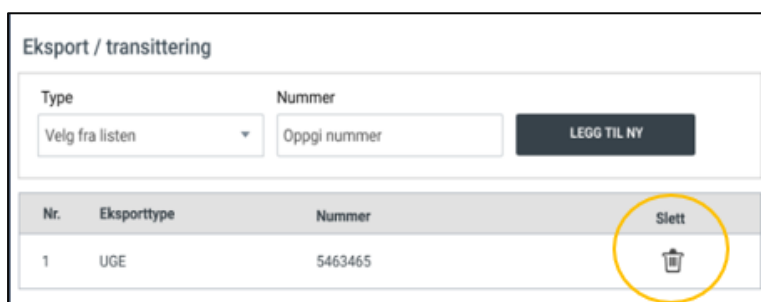 Eksport / transittering
Type Nummer
Velg fra listen Oppgi nummer LEGG TIL NY
Nr. Eksporttype Nummer Slett
1 UGE 5463465